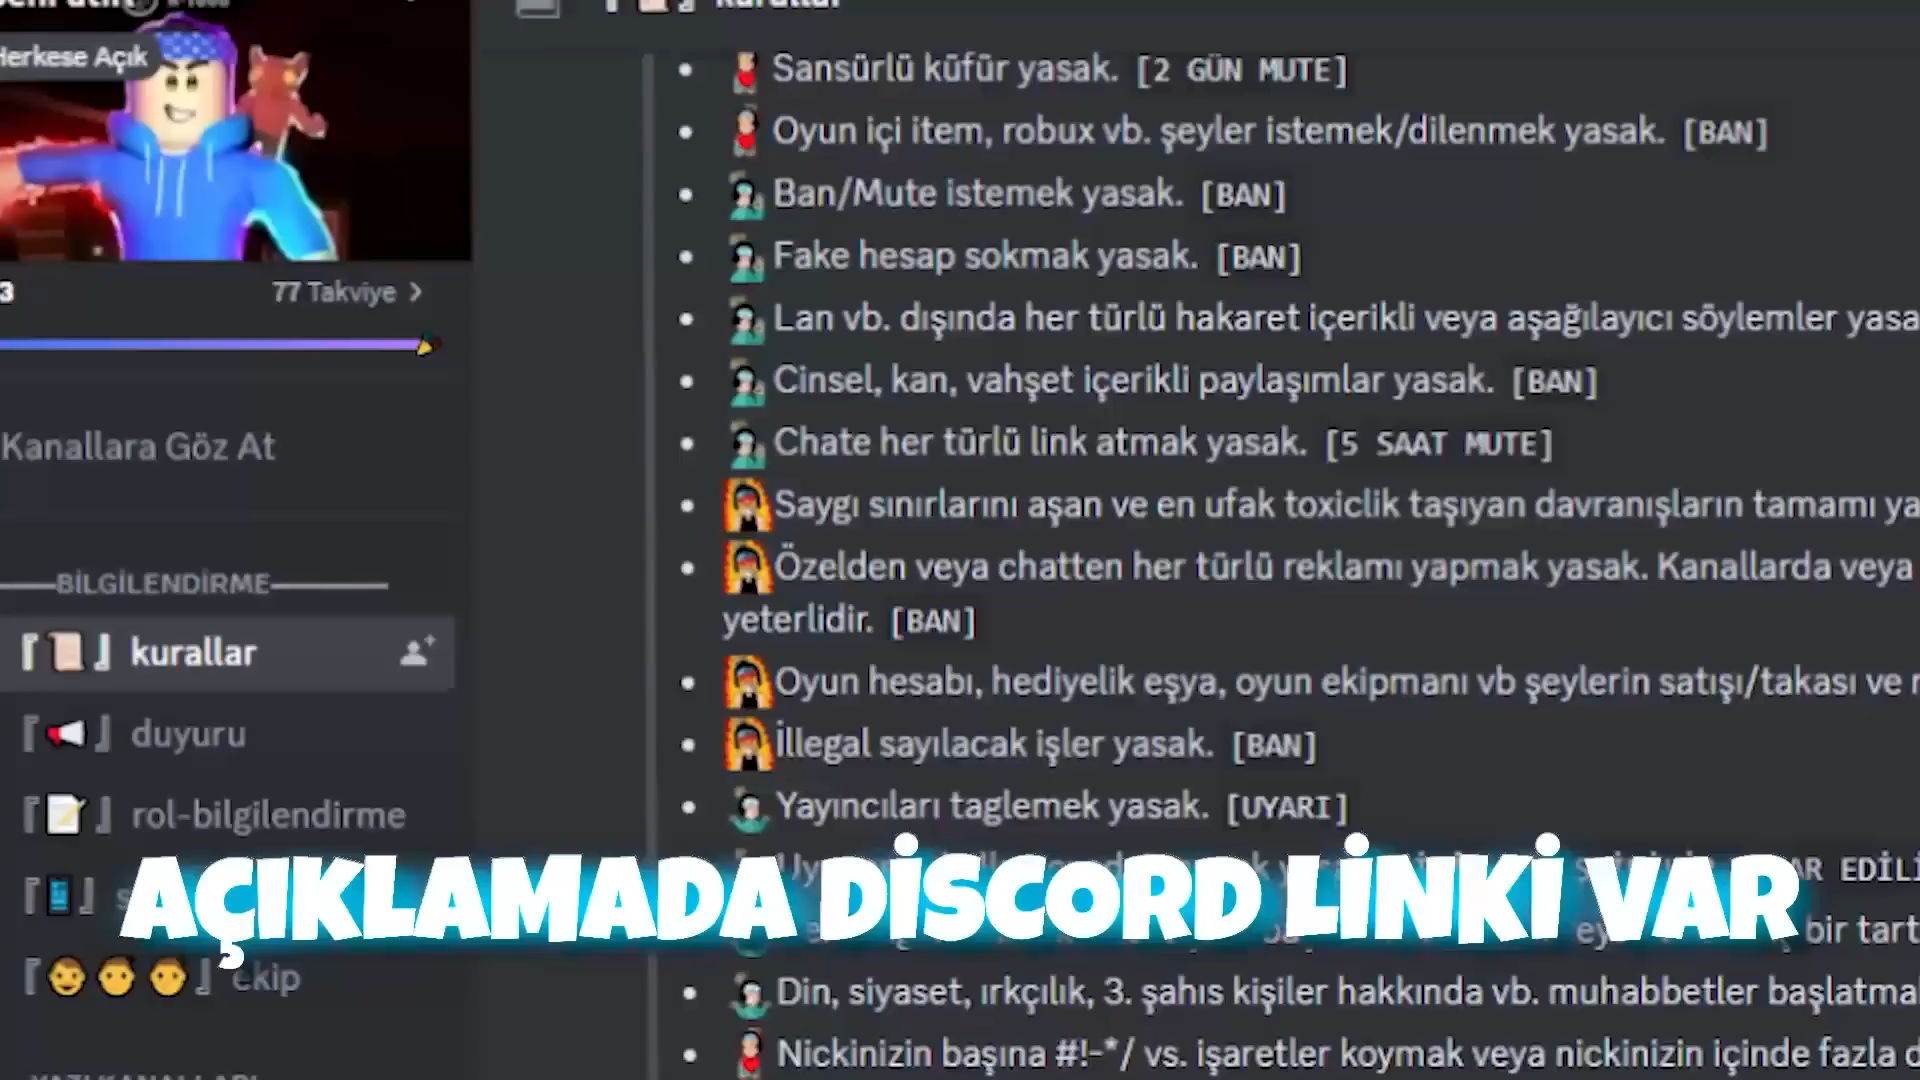 Herkese Açık
77 Takviye
Kanallara Göz At
BİLGİLENDİRME
『📜』 kurallar
『📢』 duyuru
『📝』 rol-bilgilendirme
ekip
kurallar
Sansürlü küfür yasak. [2 GÜN MUTE]
Oyun içi item, robux vb. şeyler istemek/dilenmek yasak. [BAN]
Ban/Mute istemek yasak. [BAN]
Fake hesap sokmak yasak. [BAN]
Lan vb. dışında her türlü hakaret içerikli veya aşağılayıcı söylemler yasa
Cinsel, kan, vahşet içerikli paylaşımlar yasak. [BAN]
Chate her türlü link atmak yasak. [5 SAAT MUTE]
Saygı sınırlarını aşan ve en ufak toxiclik taşıyan davranışların tamamı ya
Özelden veya chatten her türlü reklamı yapmak yasak. Kanallarda veya
yeterlidir. [BAN]
Oyun hesabı, hediyelik eşya, oyun ekipmanı vb şeylerin satışı/takası ve
İllegal sayılacak işler yasak. [BAN]
Yayıncıları taglemek yasak. [UYARI]
AÇIKLAMADA DİSCORD LİNKİ VAR
bir tart
Din, siyaset, ırkçılık, 3. şahıs kişiler hakkında vb. muhabbetler başlatma
Nickinizin başına #!-*/ vs. işaretler koymak veya nickinizin içinde fazla